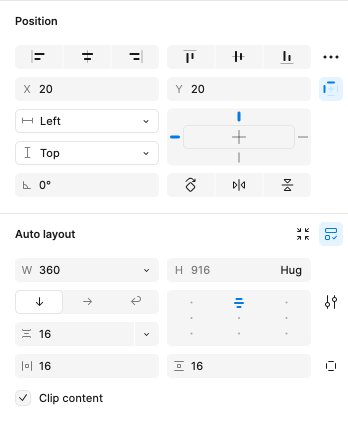 Position
X 20
Y 20
Left
Top
0°
Auto layout
W 360
H 916 Hug
16
16
16
Clip content